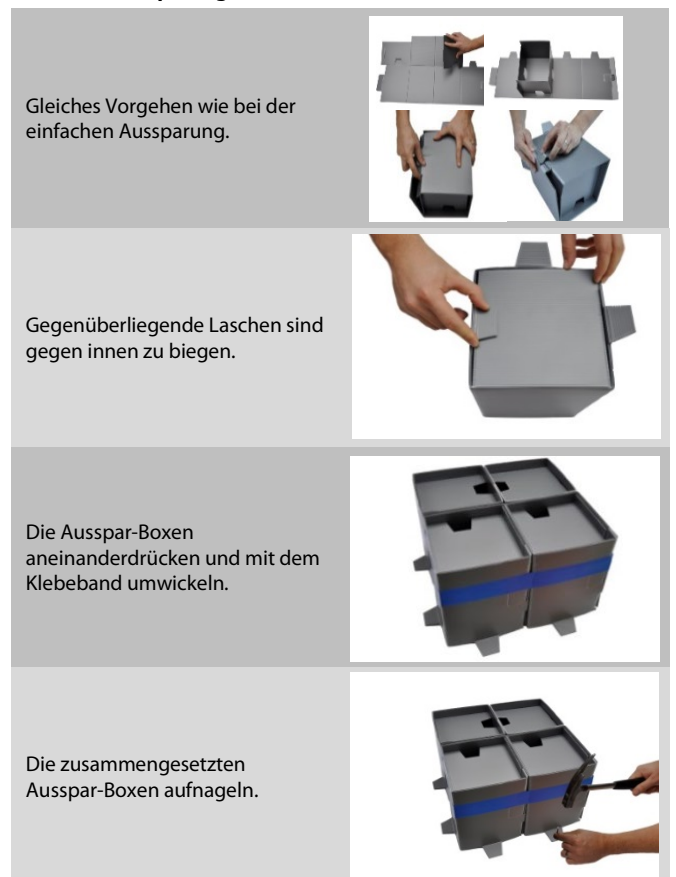 Gleiches Vorgehen wie bei der
einfachen Aussparung.
Gegenüberliegende Laschen sind
gegen innen zu biegen.
Die Ausspar-Boxen
aneinanderdrücken und mit dem
Klebeband umwickeln.
Die zusammengesetzten
Ausspar-Boxen aufnageln.